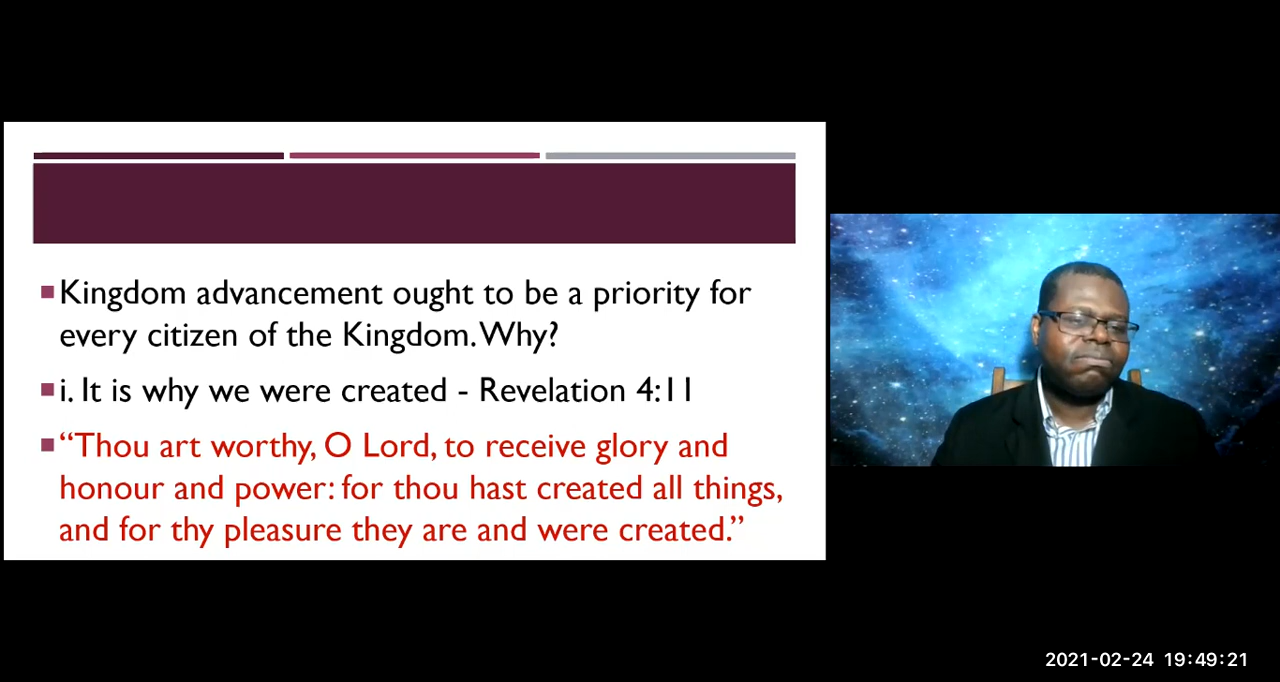 Kingdom advancement ought to be a priority for
every citizen of the Kingdom. Why?
i. It is why we were created - Revelation 4:11
“Thou art worthy, O Lord, to receive glory and
honour and power: for thou hast created all things,
and for thy pleasure they are and were created.”
2021-02-24 19:49:21